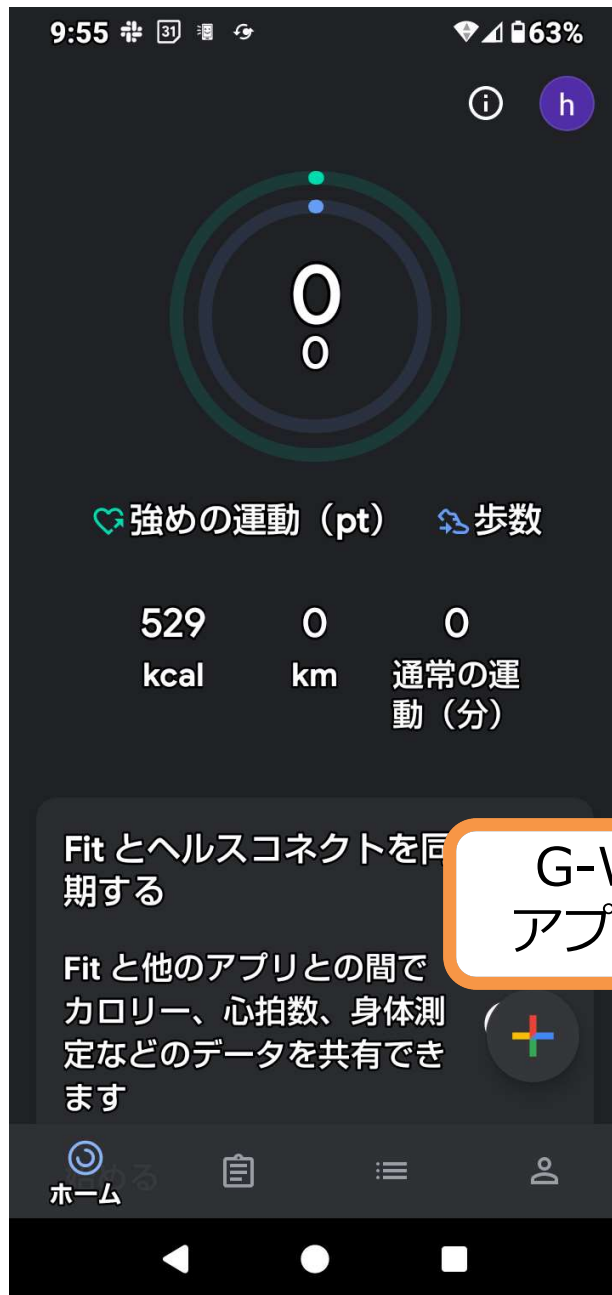 9:55 31 63%
h
0
0
強めの運動（pt） 歩数
529 0 0
kcal km 通常の運
動（分）
Fit とヘルスコネクトを同
期する
G-
アプ
Fit と他のアプリとの間で
カロリー、心拍数、身体測
定などのデータを共有でき
ます
ホーム